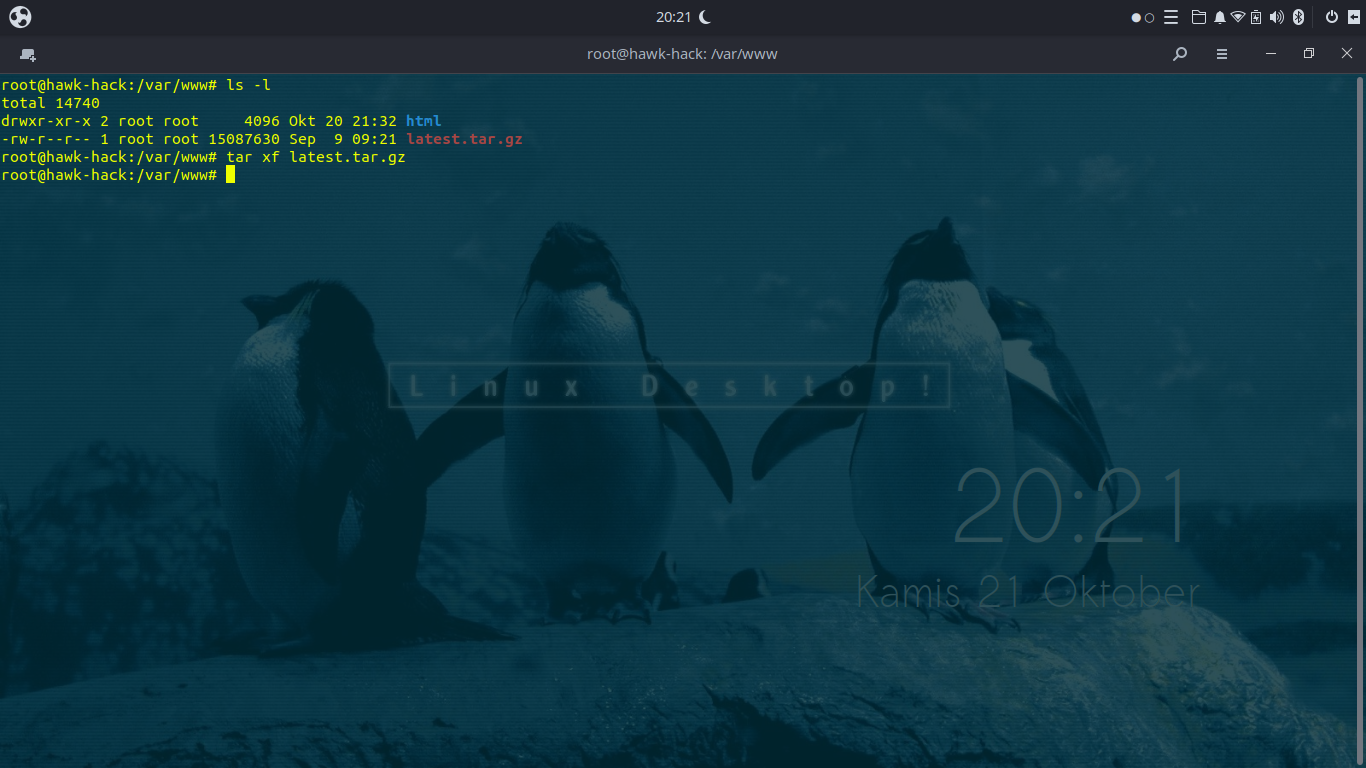 20:21
root@hawk-hack: /var/www
root@hawk-hack:/var/www# ls -l
total 14740
drwxr-xr-x 2 root root     4096 Okt 20 21:32 html
-rw-r--r-- 1 root root 15087630 Sep  9 09:21 latest.tar.gz
root@hawk-hack:/var/www# tar xf latest.tar.gz
root@hawk-hack:/var/www#
Linux Desktop!
20:21
Kamis 21 Oktober